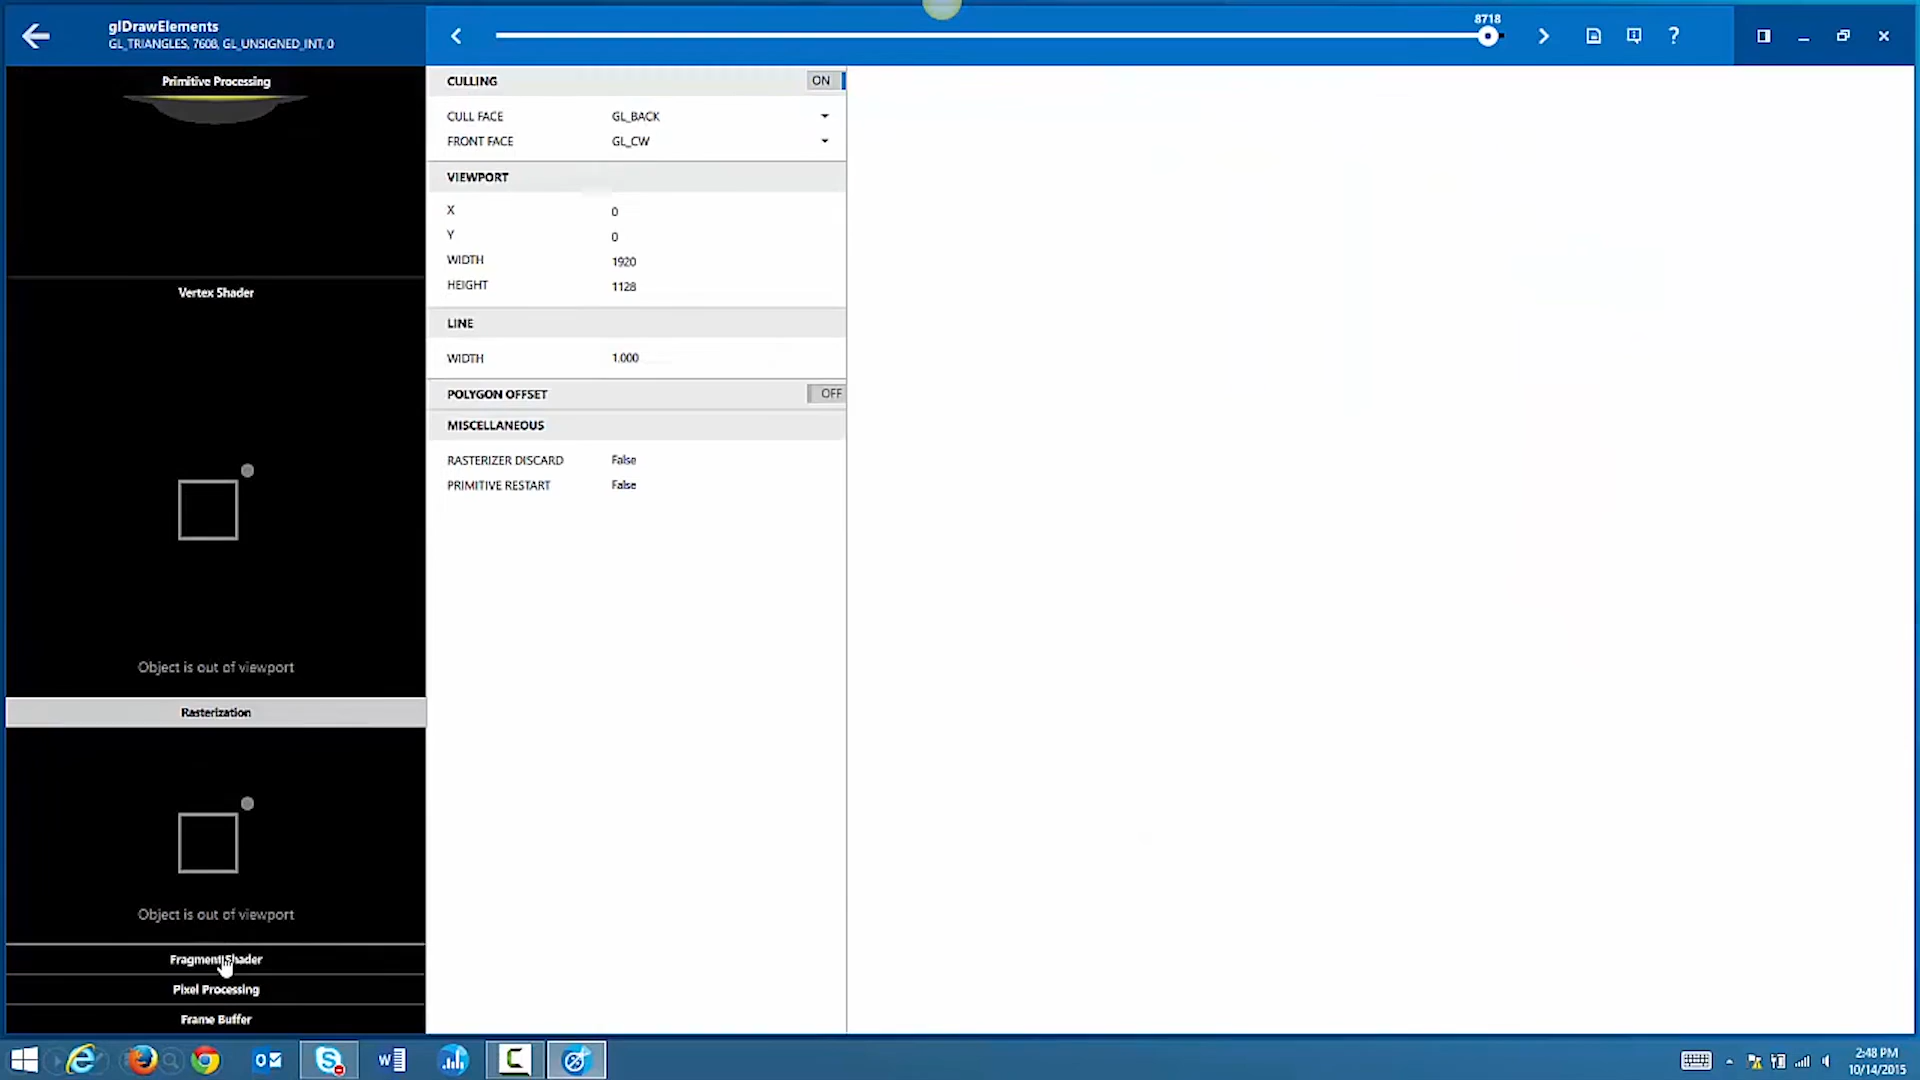 glDrawElements
GL_TRIANGLES, 7608, GL_UNSIGNED_INT, 0
8718
?
Primitive Processing
Vertex Shader
Object is out of viewport
Rasterization
Object is out of viewport
Fragment Shader
Pixel Processing
Frame Buffer
CULLING ON
CULL FACE GL_BACK
FRONT FACE GL_CW
VIEWPORT
X 0
Y 0
WIDTH 1920
HEIGHT 1128
LINE
WIDTH 1.000
POLYGON OFFSET OFF
MISCELLANEOUS
RASTERIZER DISCARD False
PRIMITIVE RESTART False
2:48 PM
10/14/2015